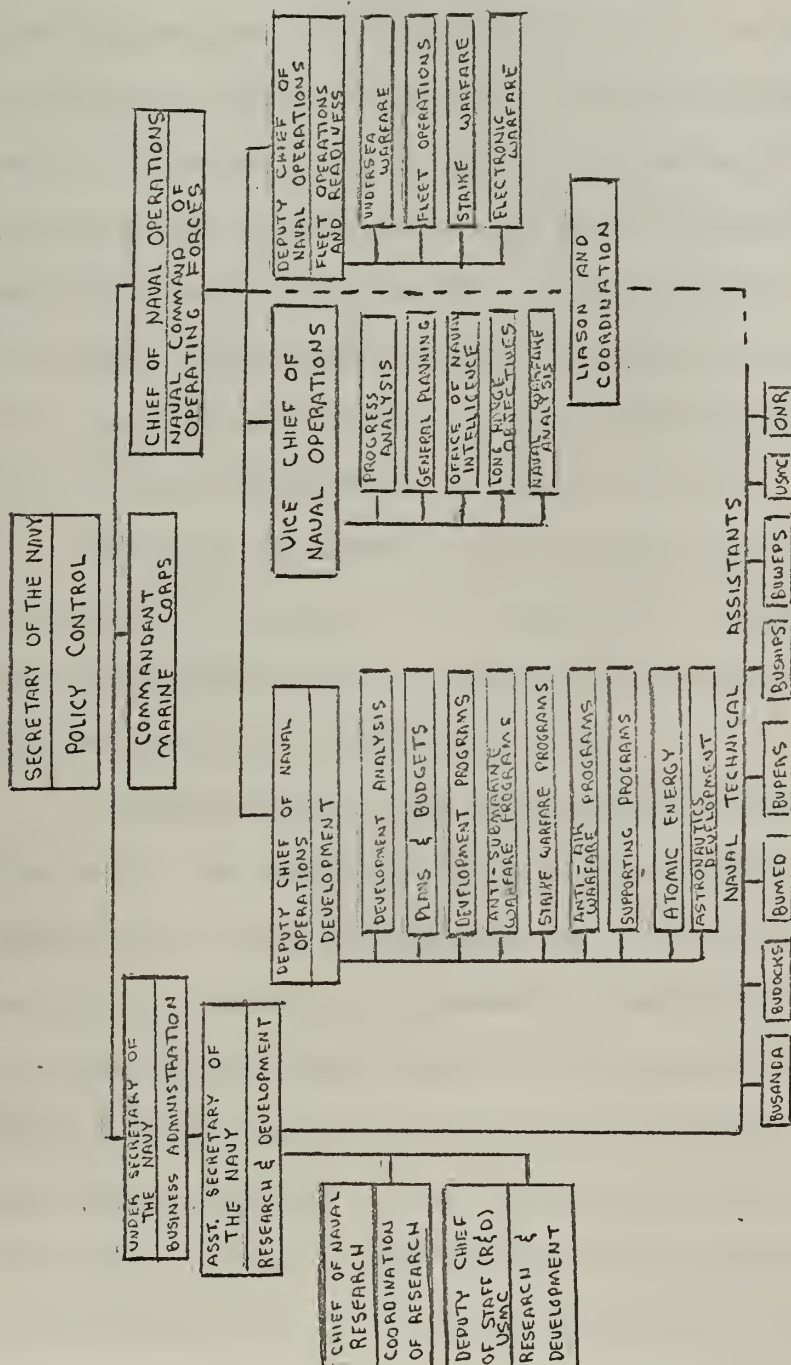 SECRETARY OF THE NAVY
POLICY CONTROL
UNDER SECRETARY OF
THE NAVY
BUSINESS ADMINISTRATION
COMMANDANT
MARINE CORPS
CHIEF OF NAVAL OPERATIONS
NAVAL COMMAND OF
OPERATING FORCES
ASST. SECRETARY OF
THE NAVY
RESEARCH & DEVELOPMENT
CHIEF OF NAVAL
RESEARCH
COORDINATION
OF RESEARCH
DEPUTY CHIEF
OF STAFF (R&D)
USMC
RESEARCH &
DEVELOPMENT
DEPUTY CHIEF OF NAVAL
OPERATIONS
DEVELOPMENT
DEVELOPMENT ANALYSIS
PLANS & BUDGETS
DEVELOPMENT PROGRAMS
ANTI-SUBMARINE
WARFARE PROGRAMS
STRIKE WARFARE PROGRAMS
ANTI-AIR
WARFARE PROGRAMS
SUPPORTING PROGRAMS
ATOMIC ENERGY
ASTRONAUTICS
DEVELOPMENT
VICE CHIEF OF
NAVAL OPERATIONS
PROGRESS
ANALYSIS
GENERAL PLANNING
OFFICE OF NAVAL
INTELLIGENCE
LONG RANGE
OBJECTIVES
NAVAL WARFARE
ANALYSIS
DEPUTY CHIEF OF
NAVAL OPERATIONS
FLEET OPERATIONS
AND READINESS
UNDERSEA
WARFARE
FLEET OPERATIONS
STRIKE WARFARE
ELECTRONIC
WARFARE
LIASON AND
COORDINATION
NAVAL TECHNICAL ASSISTANTS
BUSANDA
BUDOCKS
BUMED
BUPERS
BUSHIPS
BUWEPS
USMC
ONR